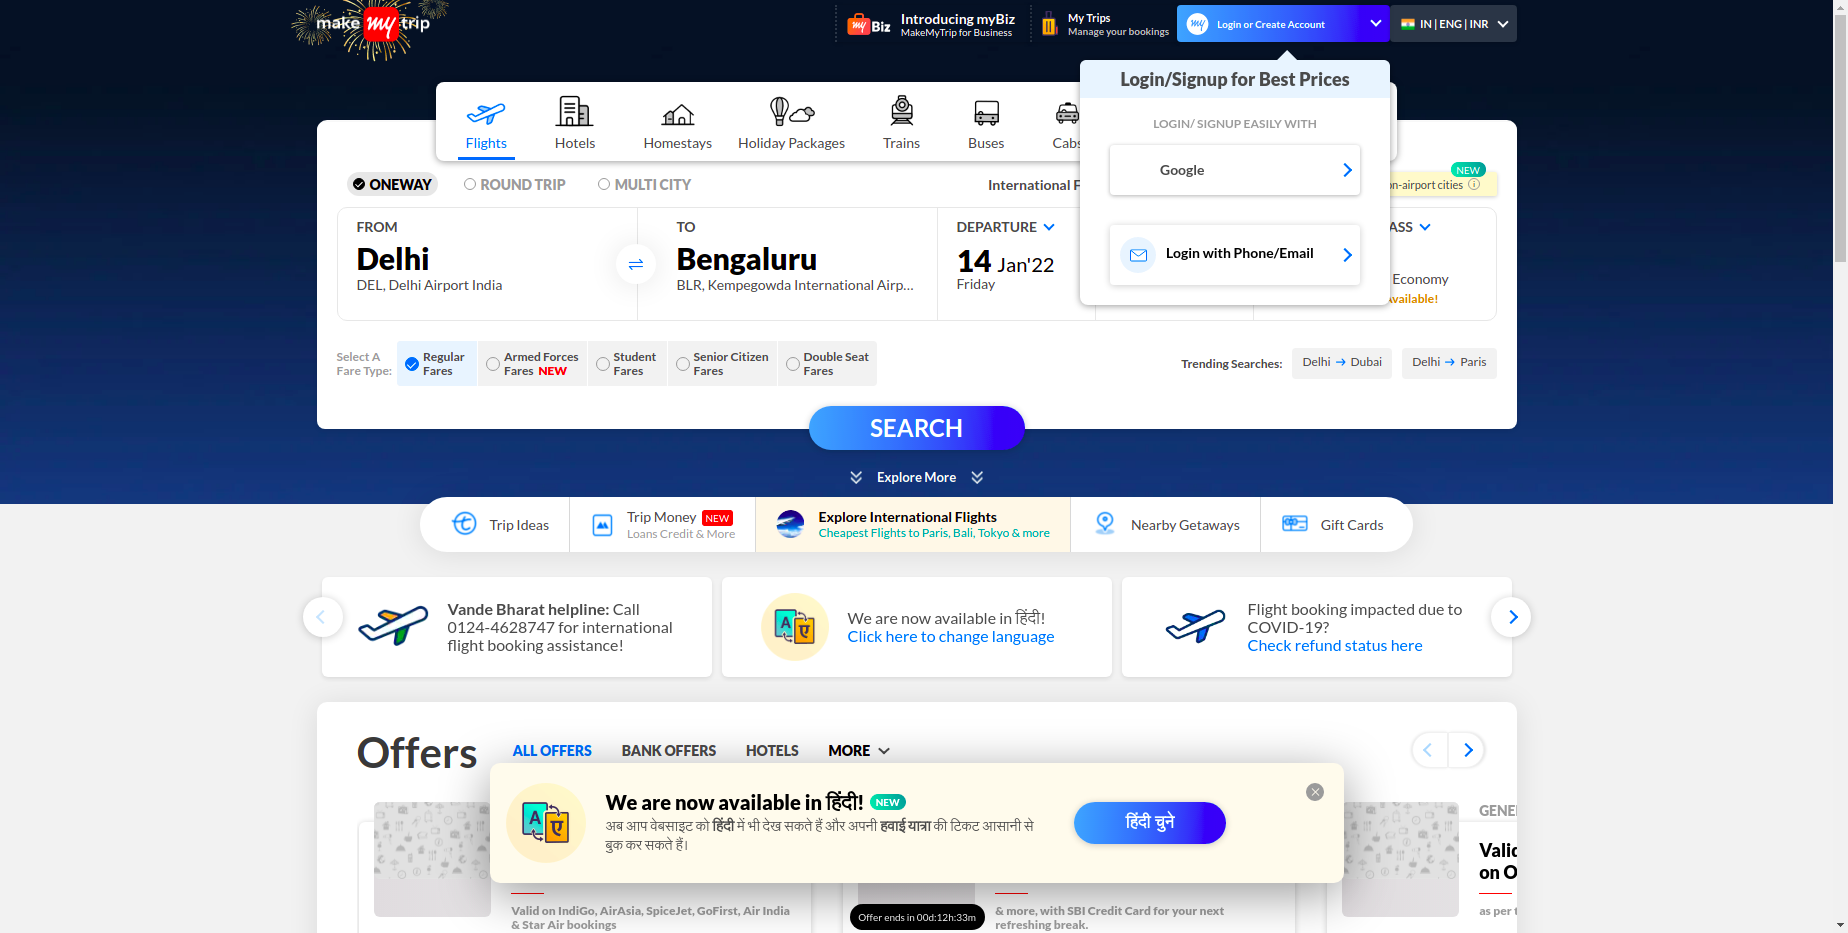 make my trip
my Biz
Introducing myBiz
MakeMyTrip for Business
My Trips
Manage your bookings
my Login or Create Account
IN | ENG | INR
Login/Signup for Best Prices
LOGIN/ SIGNUP EASILY WITH
Google
Login with Phone/Email
Flights
Hotels
Homestays
Holiday Packages
Trains
Buses
Cabs
ONEWAY
ROUND TRIP
MULTI CITY
International F
NEW
on-airport cities
FROM
Delhi
DEL, Delhi Airport India
TO
Bengaluru
BLR, Kempegowda International Airp...
DEPARTURE
14 Jan'22
Friday
ASS
Economy
Available!
Select A
Fare Type:
Regular
Fares
Armed Forces
Fares NEW
Student
Fares
Senior Citizen
Fares
Double Seat
Fares
Trending Searches:
Delhi → Dubai
Delhi → Paris
SEARCH
Explore More
Trip Ideas
Trip Money NEW
Loans Credit & More
Explore International Flights
Cheapest Flights to Paris, Bali, Tokyo & more
Nearby Getaways
Gift Cards
Vande Bharat helpline: Call
0124-4628747 for international
flight booking assistance!
A ए
We are now available in हिंदी!
Click here to change language
Flight booking impacted due to
COVID-19?
Check refund status here
Offers
ALL OFFERS
BANK OFFERS
HOTELS
MORE
A ए
We are now available in हिंदी! NEW
अब आप वेबसाइट को हिंदी में भी देख सकते हैं और अपनी हवाई यात्रा की टिकट आसानी से
बुक कर सकते हैं।
हिंदी चुने
Valid on IndiGo, AirAsia, SpiceJet, GoFirst, Air India
& Star Air bookings
Offer ends in 00d:12h:33m
& more, with SBI Credit Card for your next
refreshing break.
GENE
Valid
on O
as per t